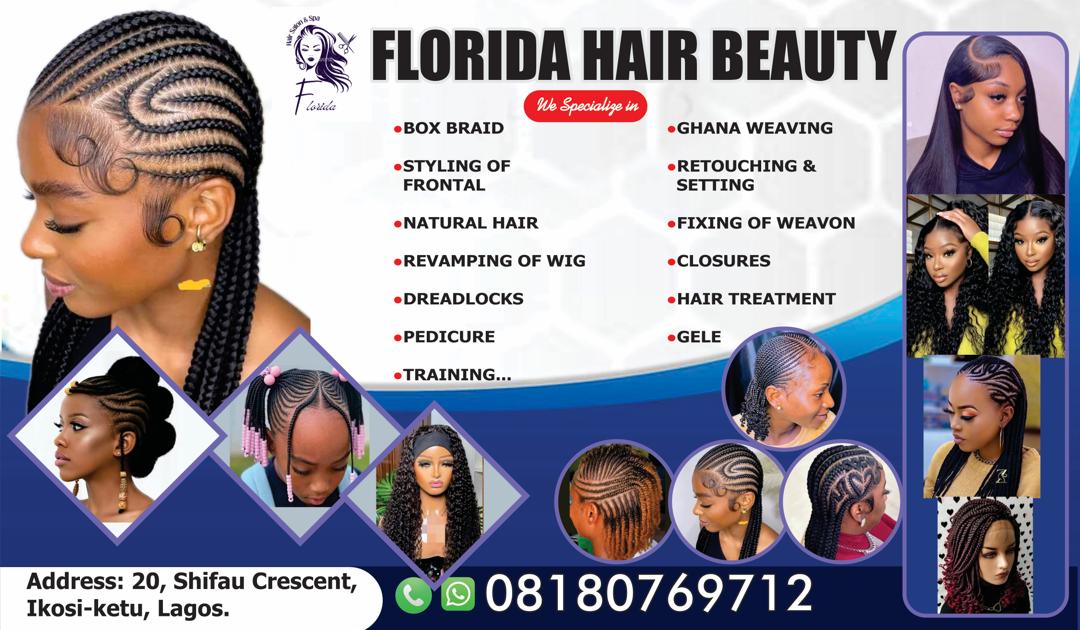 Hair Salon & Spa
Florida
FLORIDA HAIR BEAUTY
We Specialize in
•BOX BRAID
•STYLING OF
FRONTAL
•NATURAL HAIR
•REVAMPING OF WIG
•DREADLOCKS
•PEDICURE
•TRAINING...
•GHANA WEAVING
•RETOUCHING &
SETTING
•FIXING OF WEAVON
•CLOSURES
•HAIR TREATMENT
•GELE
Address: 20, Shifau Crescent,
Ikosi-ketu, Lagos.
08180769712